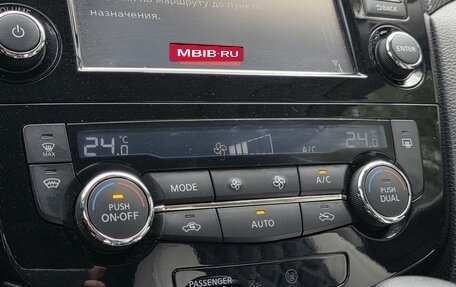 по маршруту до пункта
назначения.
VOLUME
MBIB.RU
BACK
ENTER
MAX
24.0 °C
A/C
24.0 °C
PUSH
ON-OFF
MODE
A/C
PUSH
DUAL
AUTO
PASSENGER